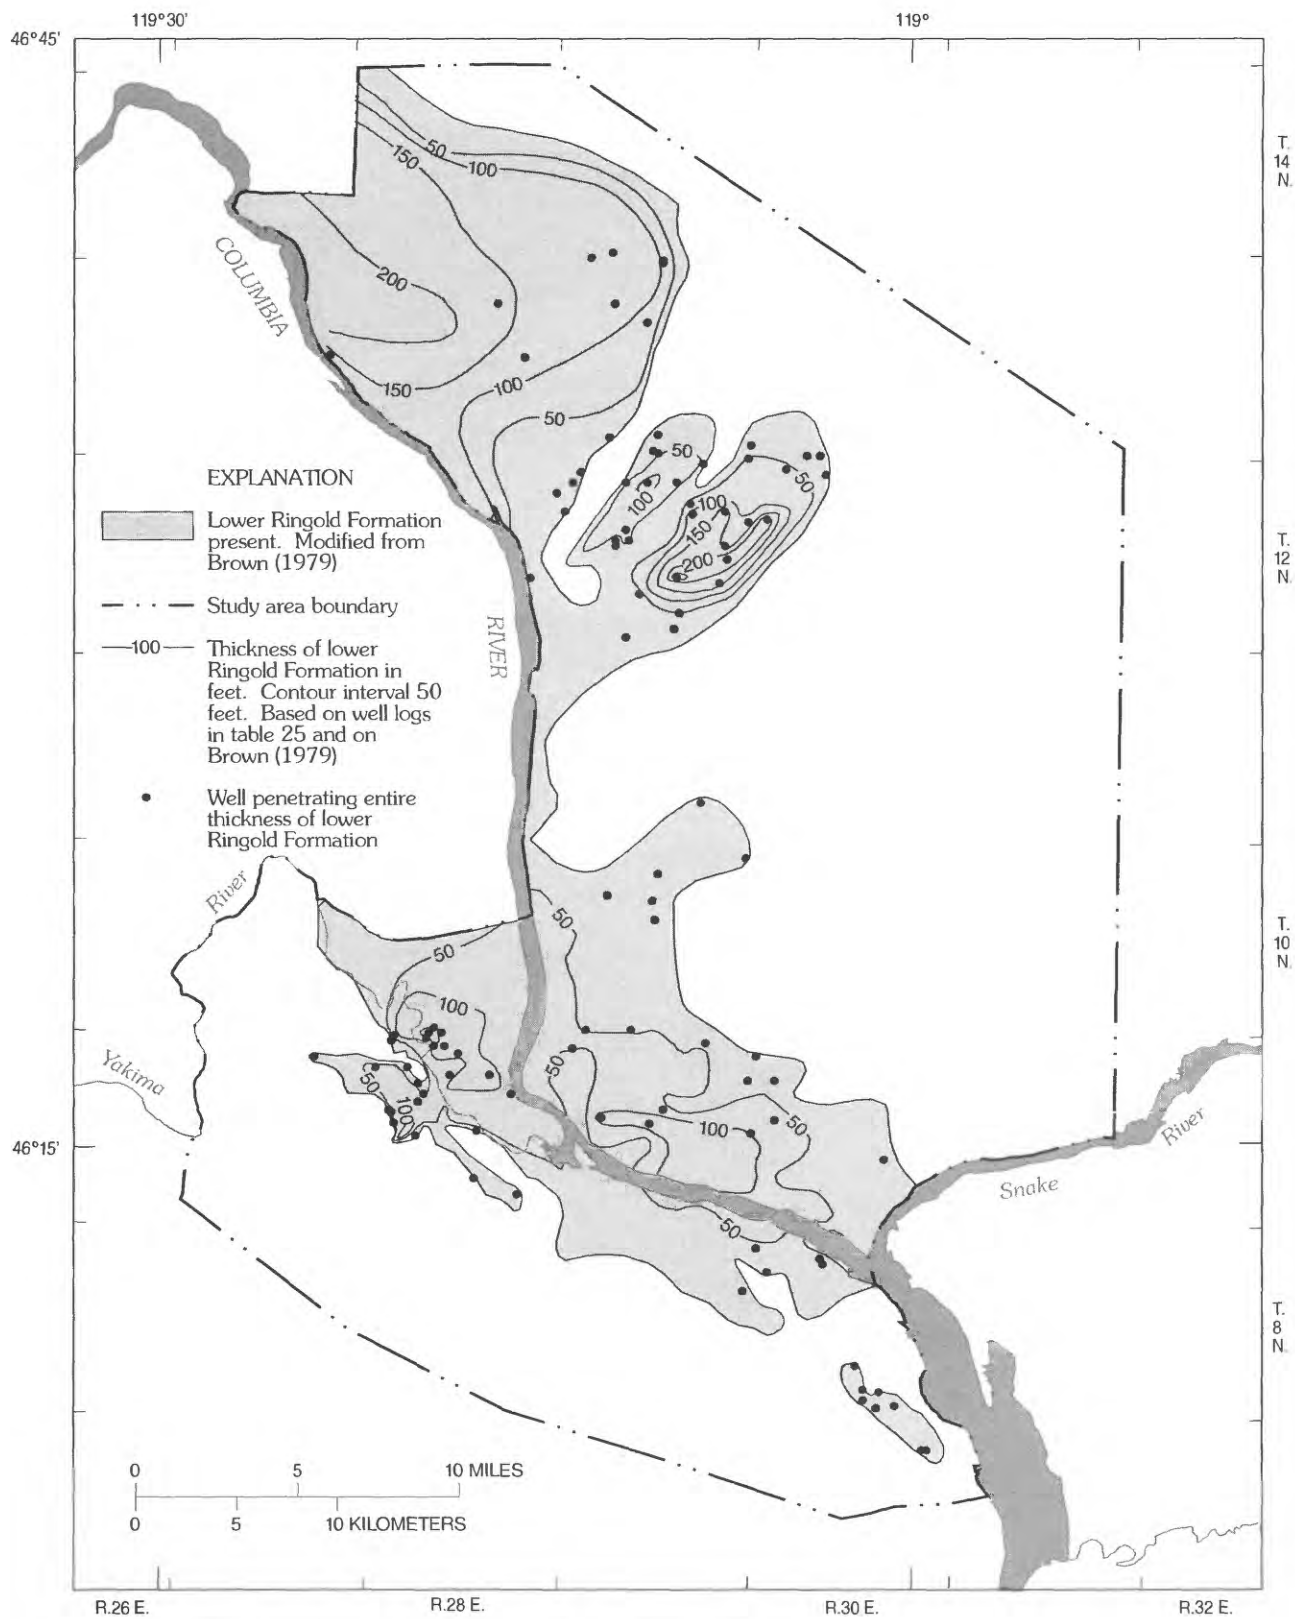 119°30'
119°
46°45'
T.
14
N.
50
150
100
COLUMBIA
200
150
100
50
EXPLANATION
Lower Ringold Formation
present. Modified from
Brown (1979)
Study area boundary
100
Thickness of lower
Ringold Formation in
feet. Contour interval 50
feet. Based on well logs
in table 25 and on
Brown (1979)
Well penetrating entire
thickness of lower
Ringold Formation
50
100
50
100
150
200
T.
12
N.
RIVER
River
50
50
100
T.
10
N.
Yakima
50
100
50
100
50
46°15'
River
Snake
50
T.
8
N.
0 5 10 MILES
0 5 10 KILOMETERS
R.26 E. R.28 E. R.30 E. R.32 E.